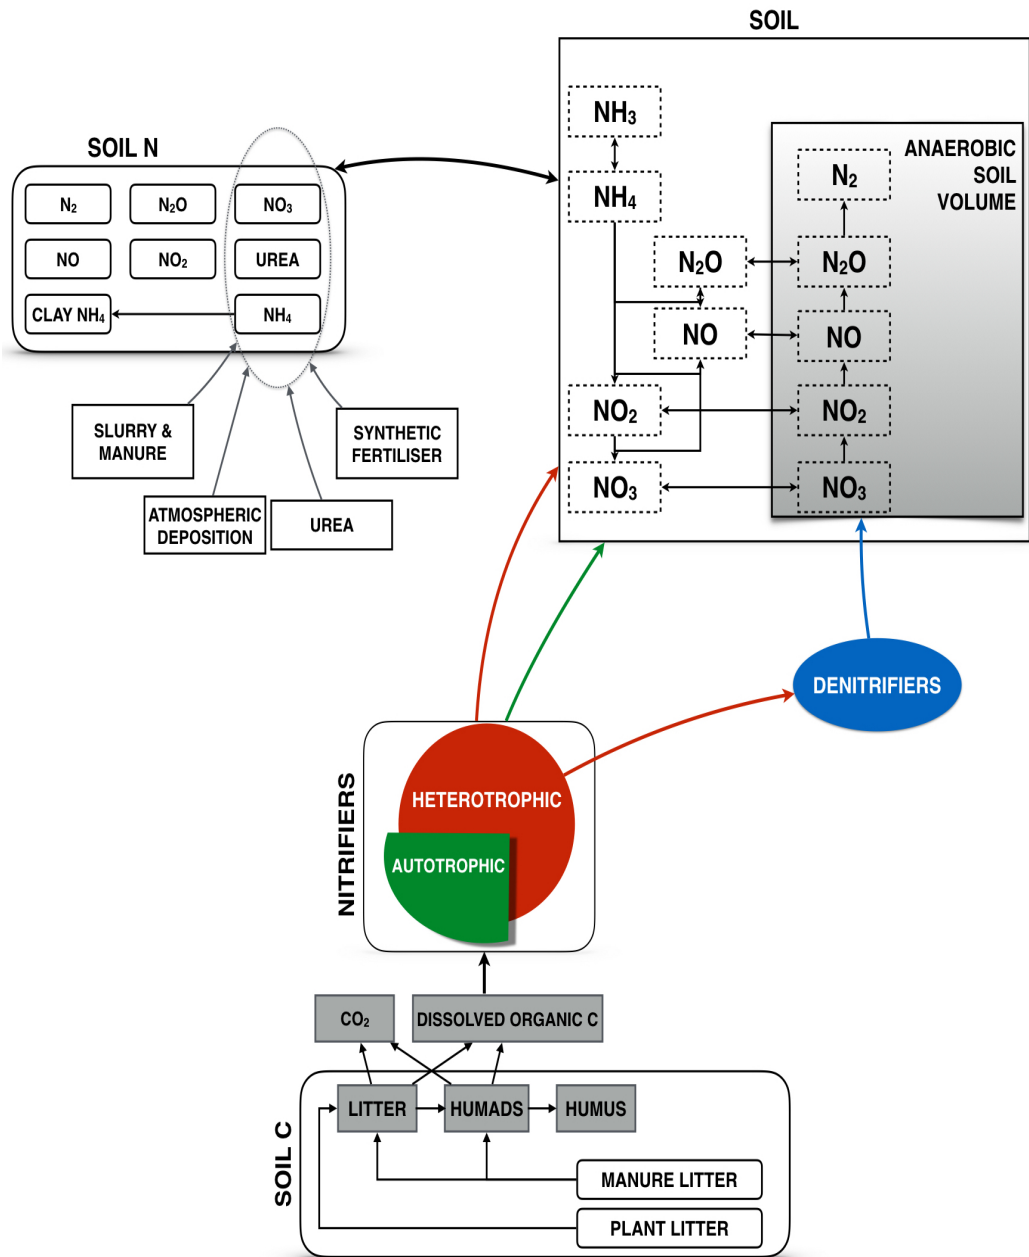 SOIL
NH₃
NH₄
N₂O
NO
NO₂
NO₃
ANAEROBIC
SOIL
VOLUME
N₂
N₂O
NO
NO₂
NO₃
SOIL N
N₂
N₂O
NO₃
NO
NO₂
UREA
CLAY NH₄
NH₄
SLURRY &
MANURE
SYNTHETIC
FERTILISER
ATMOSPHERIC
DEPOSITION
UREA
DENITRIFIERS
NITRIFIERS
HETEROTROPHIC
AUTOTROPHIC
CO₂
DISSOLVED ORGANIC C
SOIL C
LITTER
HUMADS
HUMUS
MANURE LITTER
PLANT LITTER